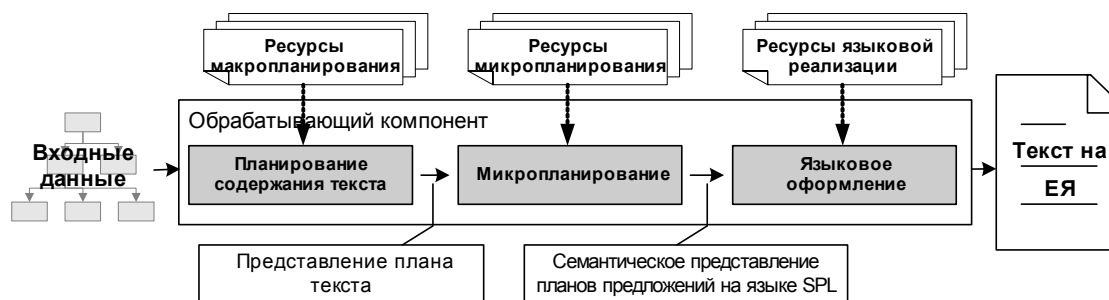 Ресурсы
макропланирования
Ресурсы
микропланирования
Ресурсы языковой
реализации
Обрабатывающий компонент
Входные
данные
Планирование
содержания текста
Микропланирование
Языковое
оформление
Текст на
ЕЯ
Представление плана
текста
Семантическое представление
планов предложений на языке SPL